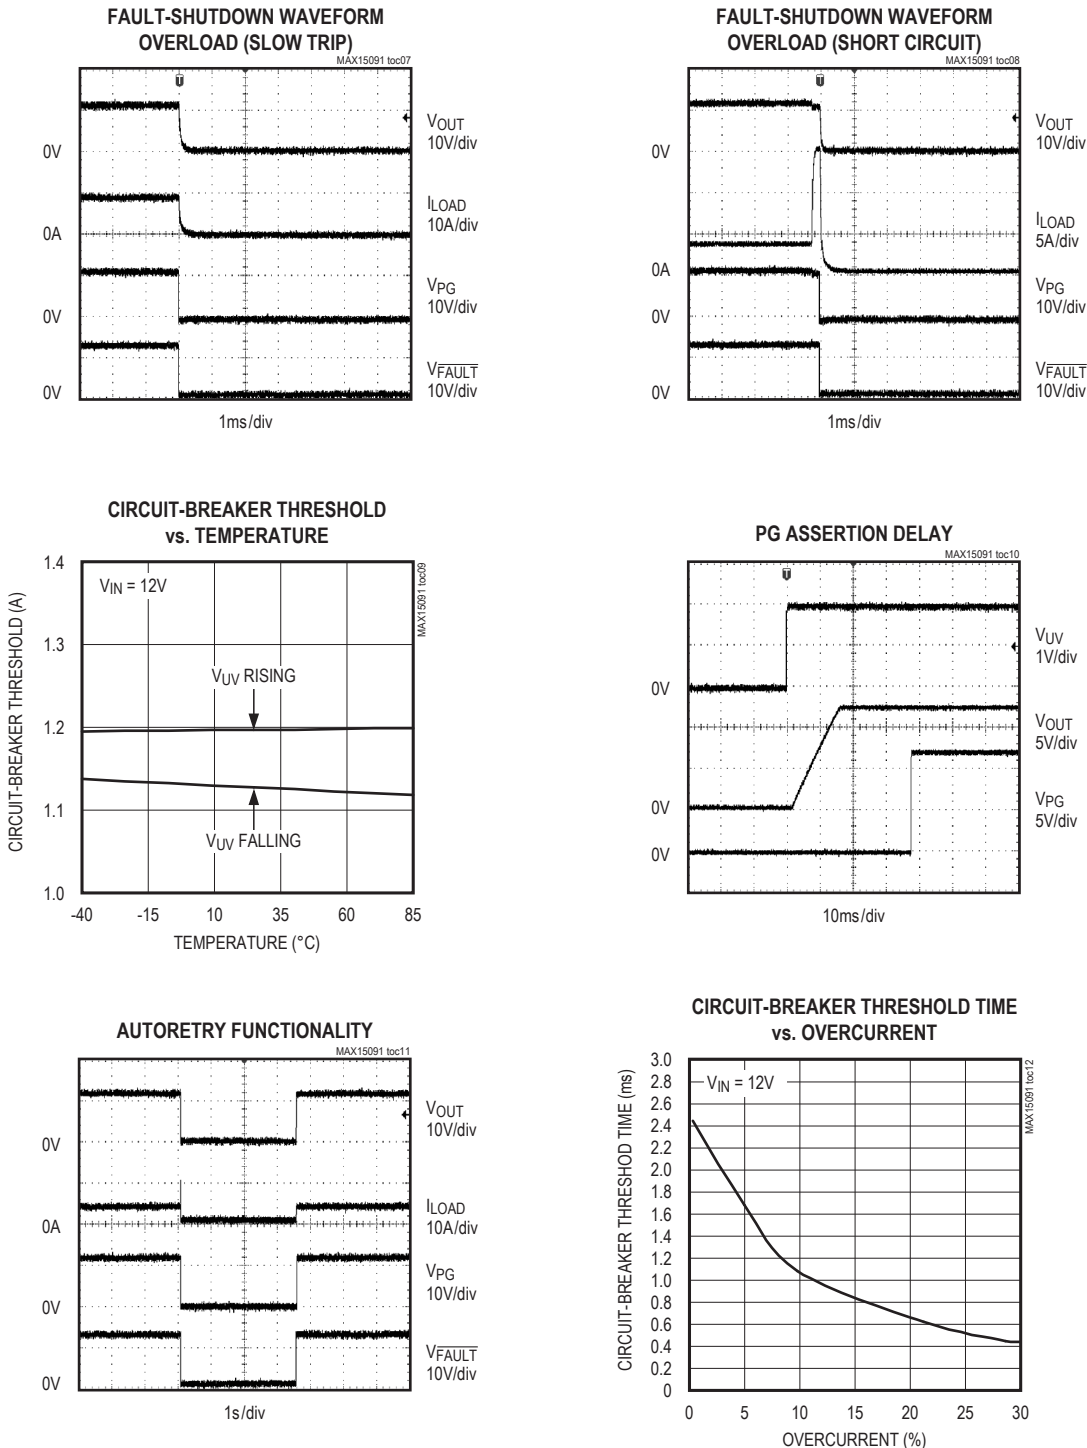 FAULT-SHUTDOWN WAVEFORM
OVERLOAD (SLOW TRIP)
MAX15091 toc07
VOUT
10V/div
0V
ILOAD
10A/div
0A
VPG
10V/div
0V
VFAULT
10V/div
0V
1ms/div
FAULT-SHUTDOWN WAVEFORM
OVERLOAD (SHORT CIRCUIT)
MAX15091 toc08
VOUT
10V/div
0V
ILOAD
5A/div
0A
VPG
10V/div
0V
VFAULT
10V/div
0V
1ms/div
CIRCUIT-BREAKER THRESHOLD
vs. TEMPERATURE
MAX15091 toc09
CIRCUIT-BREAKER THRESHOLD (A)
1.4
1.3
1.2
1.1
1.0
VIN = 12V
VUV RISING
VUV FALLING
-40 -15 10 35 60 85
TEMPERATURE (°C)
PG ASSERTION DELAY
MAX15091 toc10
VUV
1V/div
0V
VOUT
5V/div
0V
VPG
5V/div
0V
10ms/div
AUTORETRY FUNCTIONALITY
MAX15091 toc11
VOUT
10V/div
0V
ILOAD
10A/div
0A
VPG
10V/div
0V
VFAULT
10V/div
0V
1s/div
CIRCUIT-BREAKER THRESHOLD TIME
vs. OVERCURRENT
MAX15091 toc12
CIRCUIT-BREAKER THRESHOD TIME (ms)
3.0
2.8
2.6
2.4
2.2
2.0
1.8
1.6
1.4
1.2
1.0
0.8
0.6
0.4
0.2
0
VIN = 12V
0 5 10 15 20 25 30
OVERCURRENT (%)